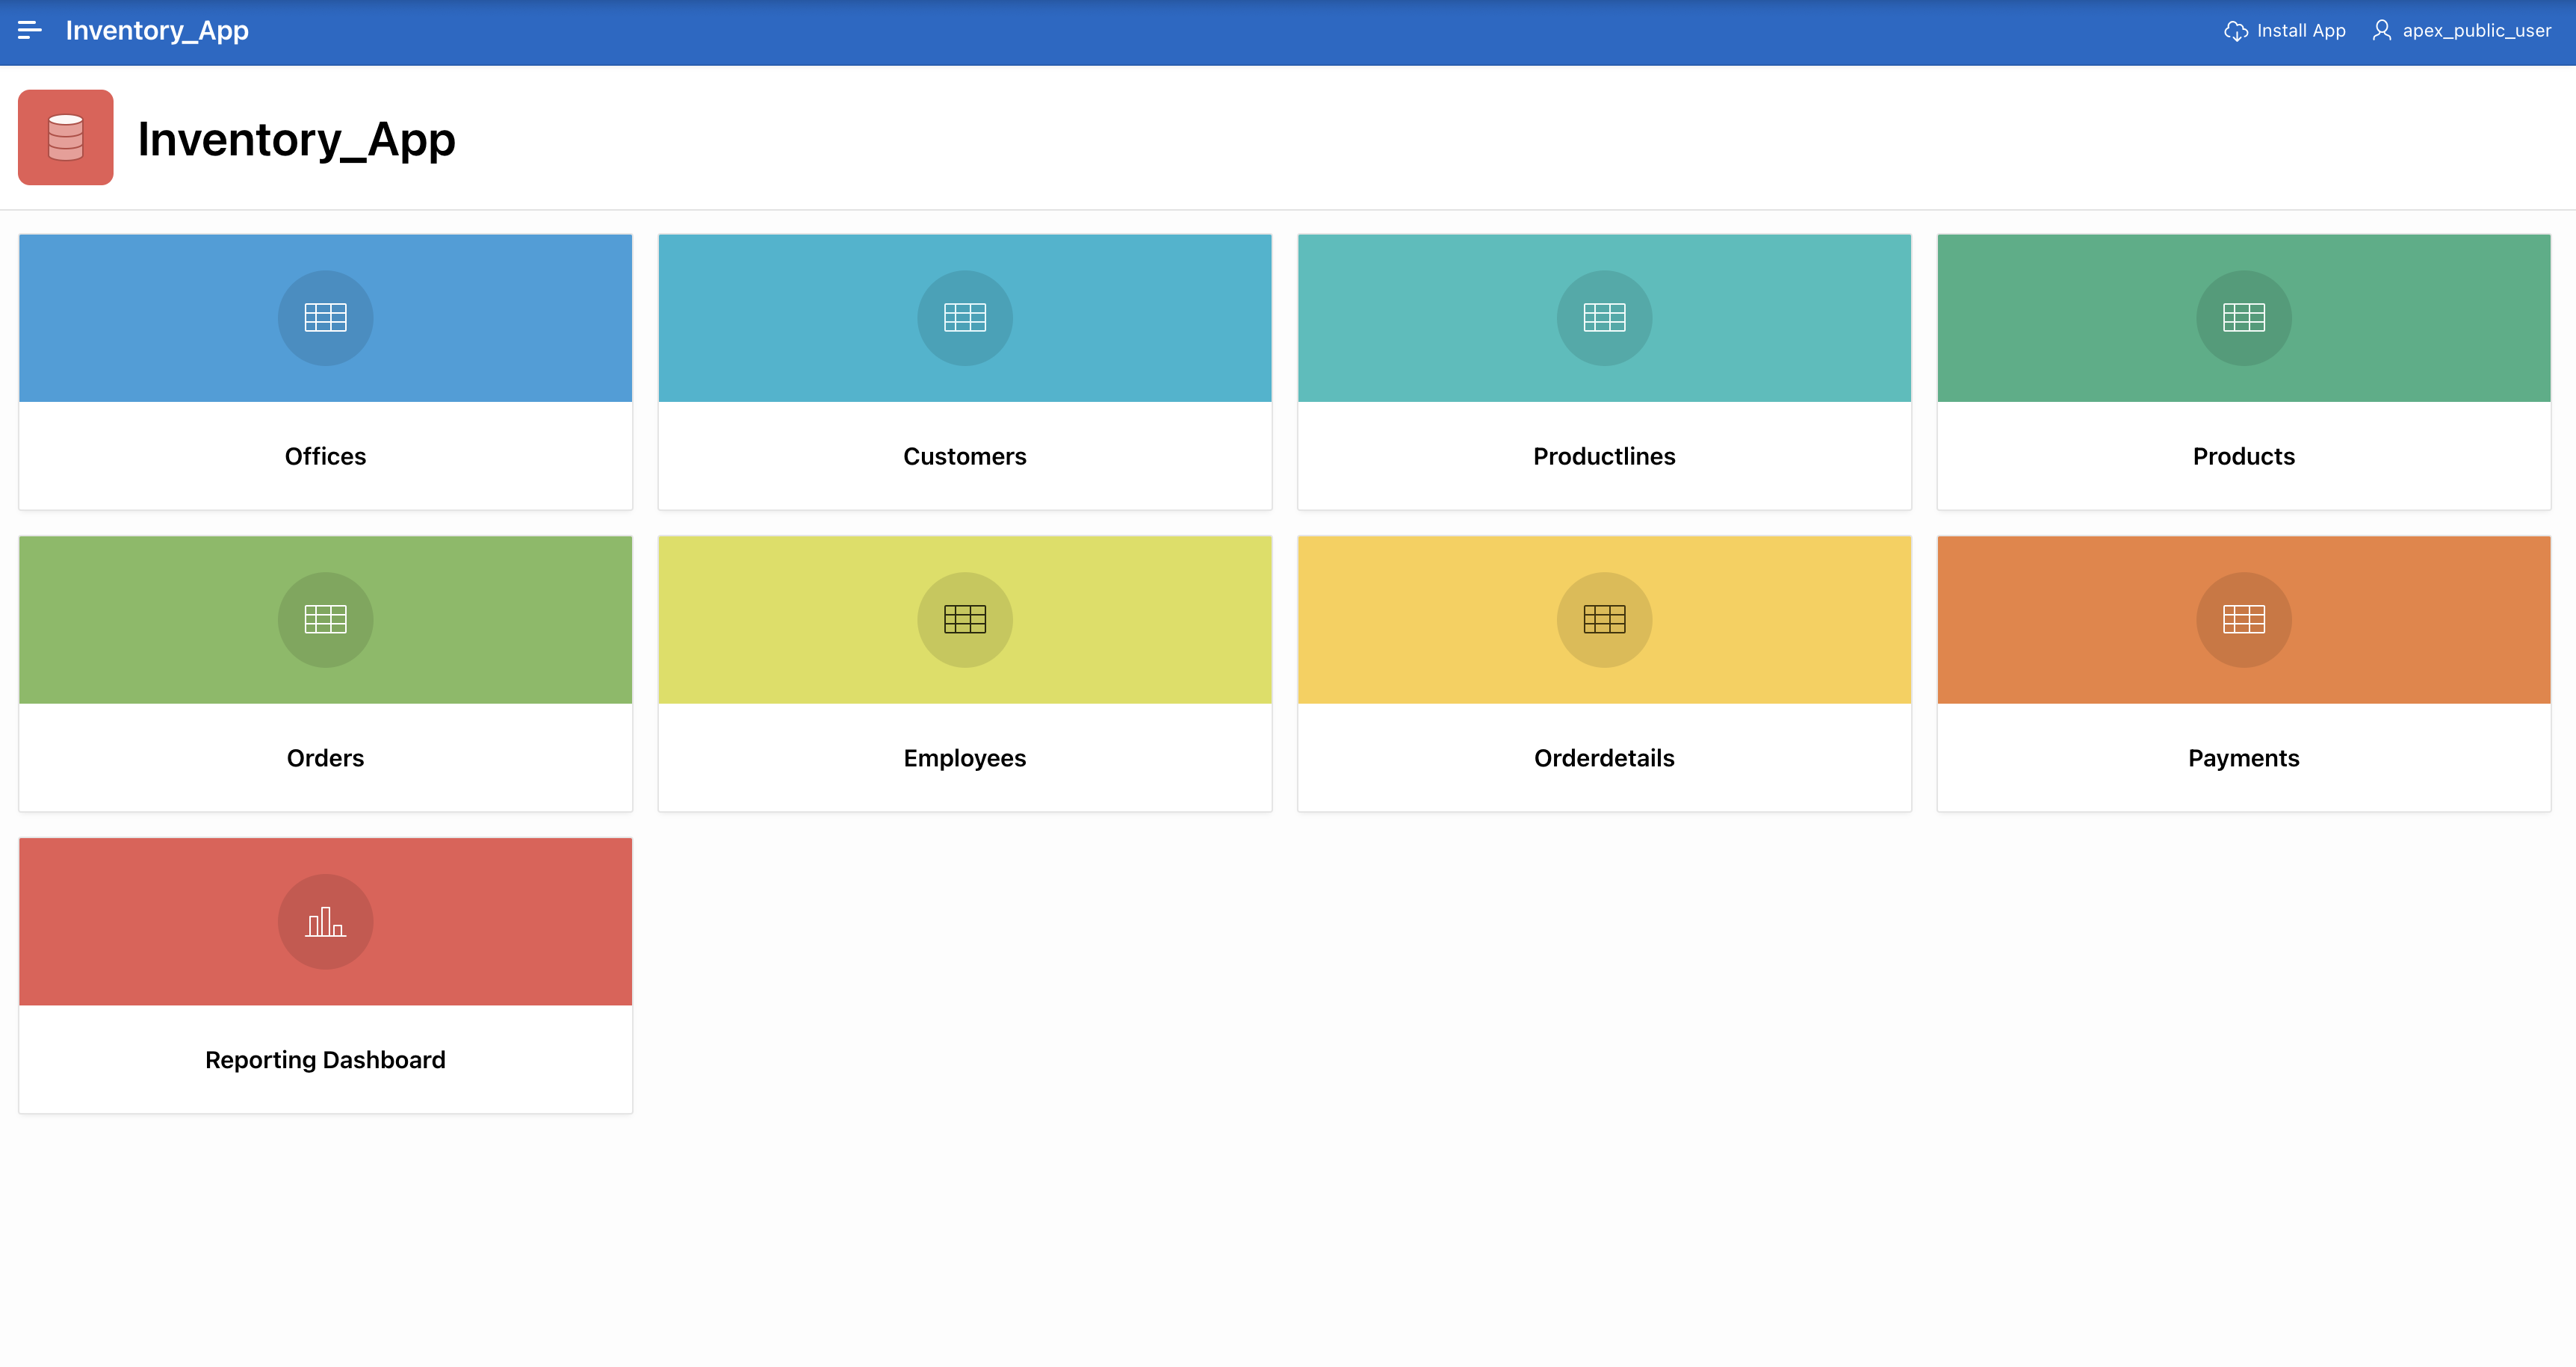 Inventory_App
Install App
apex_public_user
Inventory_App
Offices
Customers
Productlines
Products
Orders
Employees
Orderdetails
Payments
Reporting Dashboard